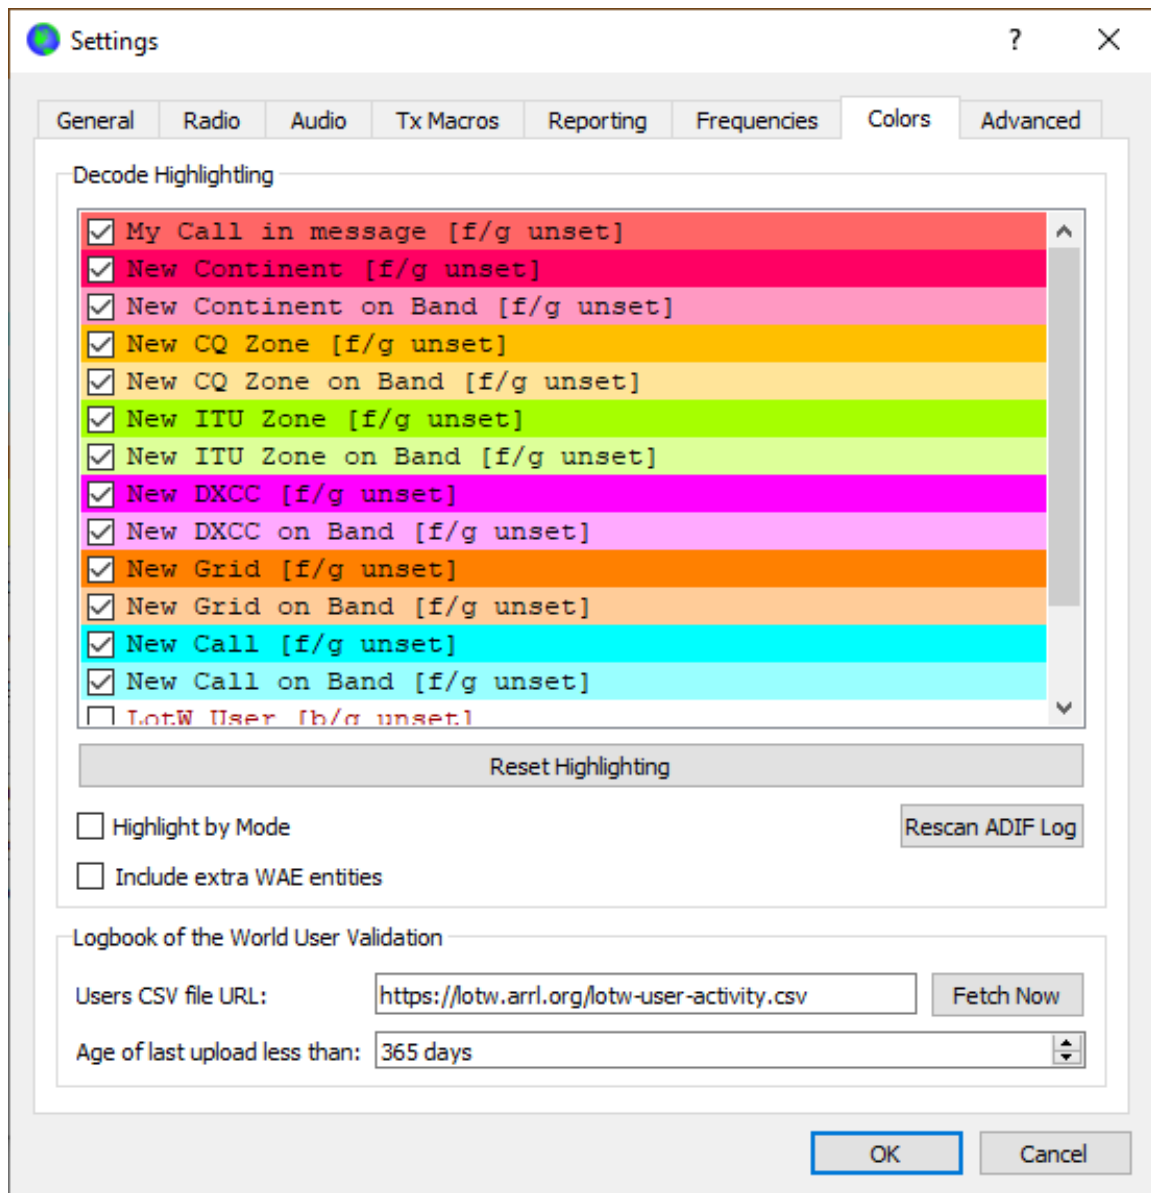 Settings
?
General Radio Audio Tx Macros Reporting Frequencies Colors Advanced
Decode Highlightling
My Call in message [f/g unset]
New Continent [f/g unset]
New Continent on Band [f/g unset]
New CQ Zone [f/g unset]
New CQ Zone on Band [f/g unset]
New ITU Zone [f/g unset]
New ITU Zone on Band [f/g unset]
New DXCC [f/g unset]
New DXCC on Band [f/g unset]
New Grid [f/g unset]
New Grid on Band [f/g unset]
New Call [f/g unset]
New Call on Band [f/g unset]
LotW User [b/g unset]
Reset Highlighting
Highlight by Mode Rescan ADIF Log
Include extra WAE entities
Logbook of the World User Validation
Users CSV file URL: https://lotw.arrl.org/lotw-user-activity.csv Fetch Now
Age of last upload less than: 365 days
OK Cancel